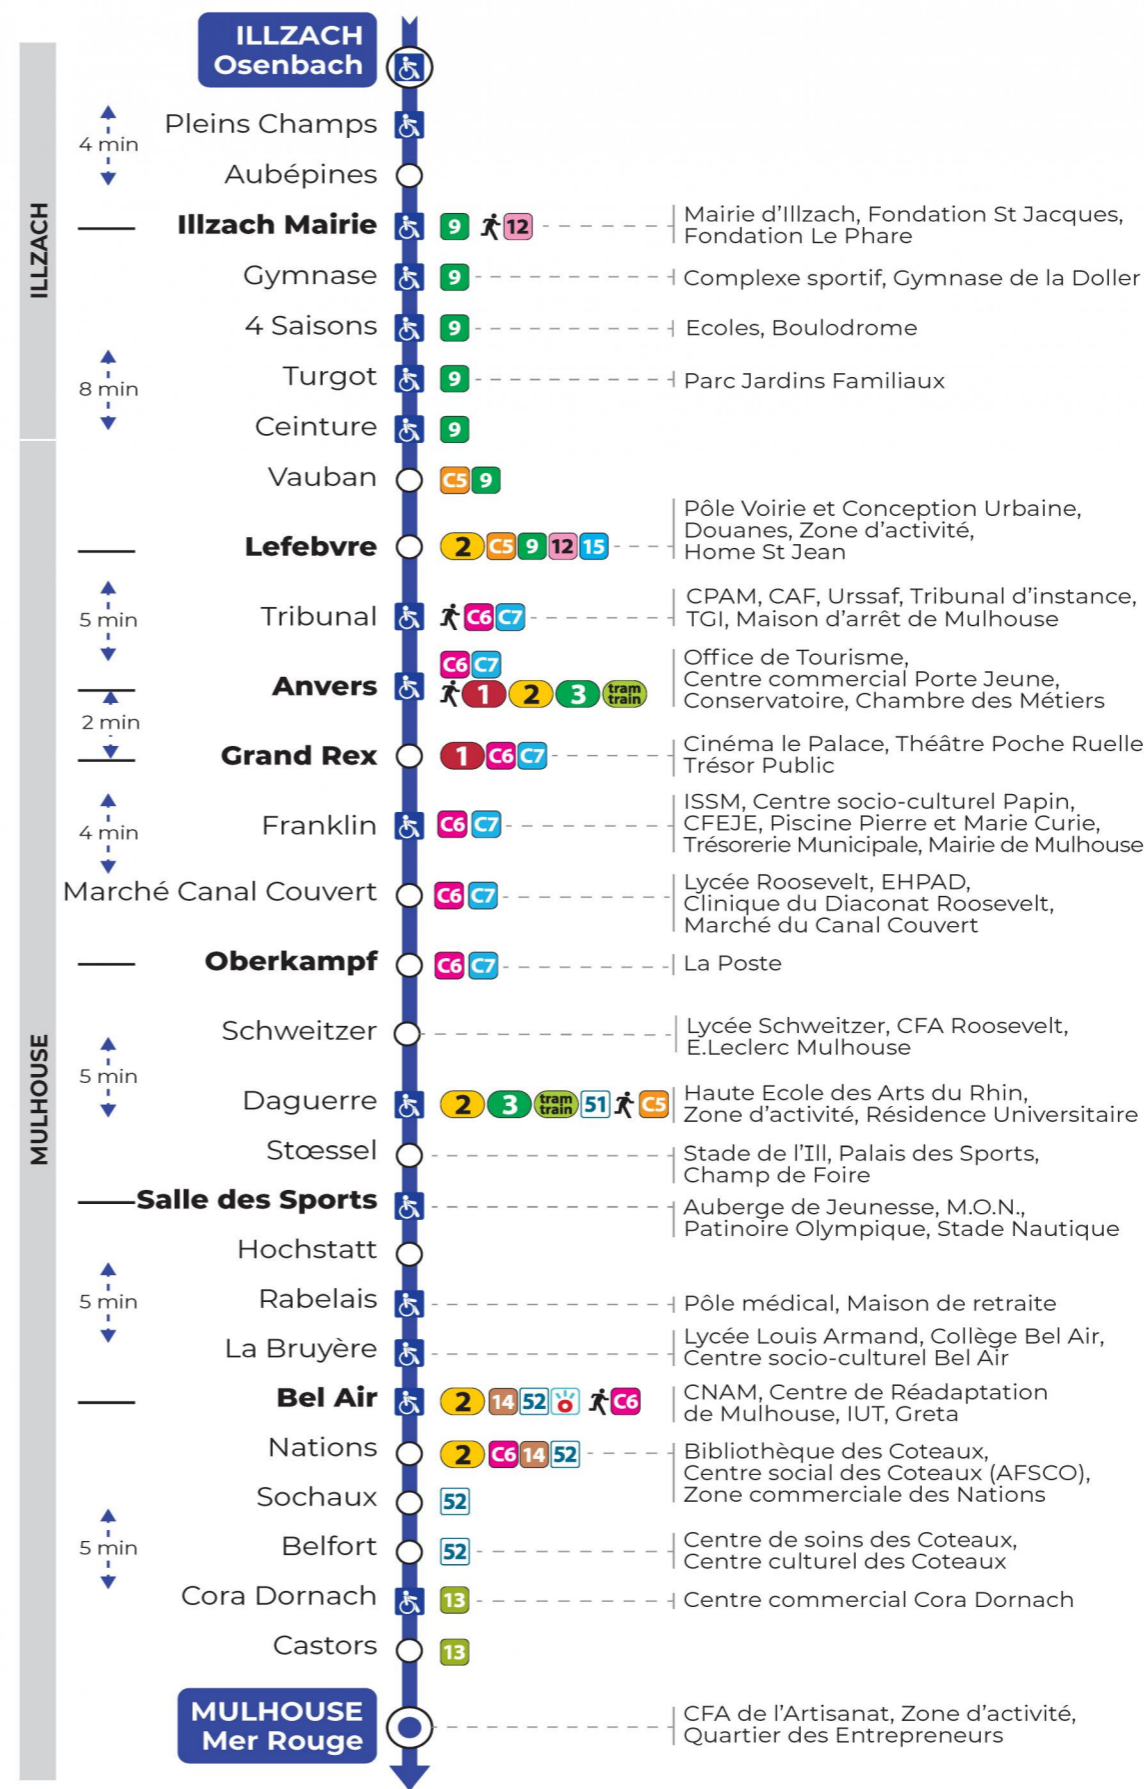 ILLZACH
Osenbach
ILLZACH
4 min
Pleins Champs
Aubépines
Illzach Mairie 9 12
Mairie d'Illzach, Fondation St Jacques,
Fondation Le Phare
Gymnase 9
Complexe sportif, Gymnase de la Doller
4 Saisons 9
Ecoles, Boulodrome
8 min
Turgot 9
Parc Jardins Familiaux
Ceinture 9
Vauban C5 9
Lefebvre 2 C5 9 12 15
Pôle Voirie et Conception Urbaine,
Douanes, Zone d'activité,
Home St Jean
MULHOUSE
5 min
Tribunal C6 C7
CPAM, CAF, Urssaf, Tribunal d'instance,
TGI, Maison d'arrêt de Mulhouse
C6 C7
Anvers 1 2 3 tram train
Office de Tourisme,
Centre commercial Porte Jeune,
Conservatoire, Chambre des Métiers
2 min
Grand Rex 1 C6 C7
Cinéma le Palace, Théâtre Poche Ruelle
Trésor Public
4 min
Franklin C6 C7
ISSM, Centre socio-culturel Papin,
CFEJE, Piscine Pierre et Marie Curie,
Trésorerie Municipale, Mairie de Mulhouse
Marché Canal Couvert C6 C7
Lycée Roosevelt, EHPAD,
Clinique du Diaconat Roosevelt,
Marché du Canal Couvert
Oberkampf C6 C7
La Poste
Schweitzer
Lycée Schweitzer, CFA Roosevelt,
E.Leclerc Mulhouse
5 min
Daguerre 2 3 tram train 51 C5
Haute Ecole des Arts du Rhin,
Zone d'activité, Résidence Universitaire
Stœssel
Stade de l'Ill, Palais des Sports,
Champ de Foire
Salle des Sports
Auberge de Jeunesse, M.O.N.,
Patinoire Olympique, Stade Nautique
Hochstatt
5 min
Rabelais
Pôle médical, Maison de retraite
La Bruyère
Lycée Louis Armand, Collège Bel Air,
Centre socio-culturel Bel Air
Bel Air 2 14 52 C6
CNAM, Centre de Réadaptation
de Mulhouse, IUT, Greta
Nations 2 C6 14 52
Bibliothèque des Coteaux,
Centre social des Coteaux (AFSCO),
Zone commerciale des Nations
Sochaux 52
5 min
Belfort 52
Centre de soins des Coteaux,
Centre culturel des Coteaux
Cora Dornach 13
Centre commercial Cora Dornach
Castors 13
MULHOUSE
Mer Rouge
CFA de l'Artisanat, Zone d'activité,
Quartier des Entrepreneurs